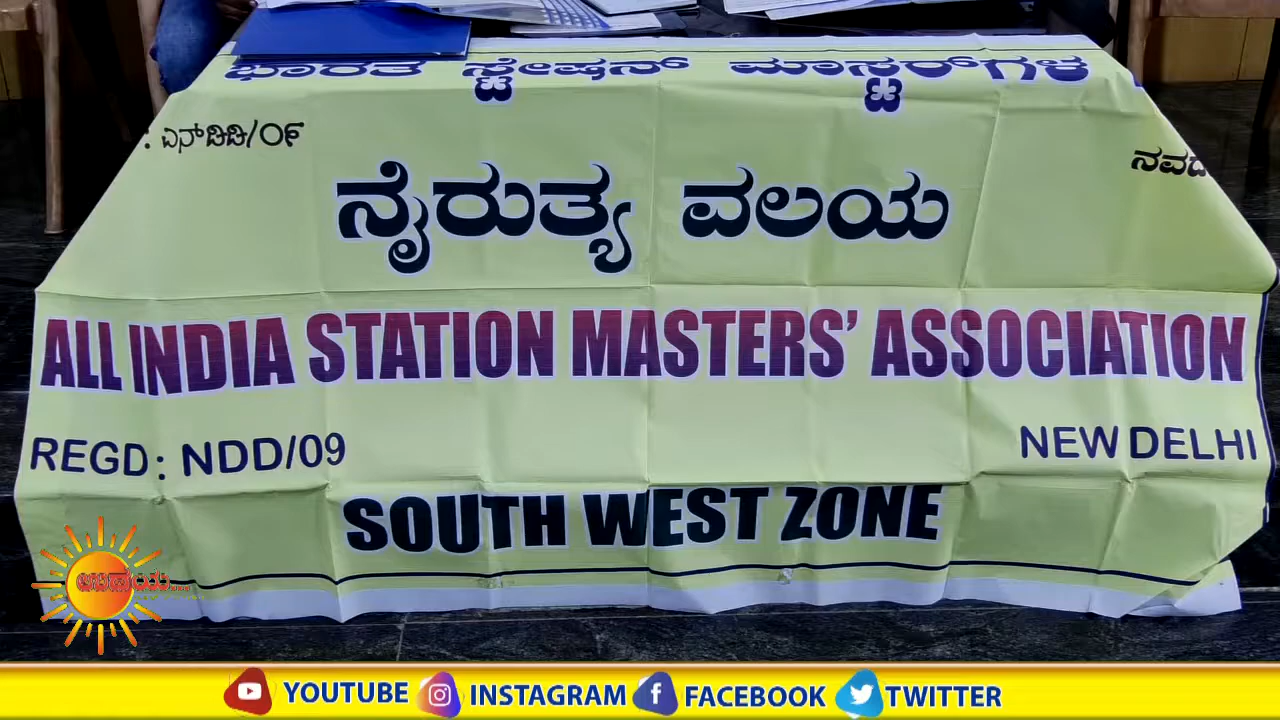 ಭಾರತ ಸ್ಟೇಷನ್ ಮಾಸ್ಟರ್‌ಗಳ
: ಎನ್‌ಡಿಡಿ/೦೯
ನೈರುತ್ಯ ವಲಯ
ALL INDIA STATION MASTERS’ ASSOCIATION
REGD: NDD/09 NEW DELHI
SOUTH WEST ZONE
YOUTUBE INSTAGRAM FACEBOOK TWITTER